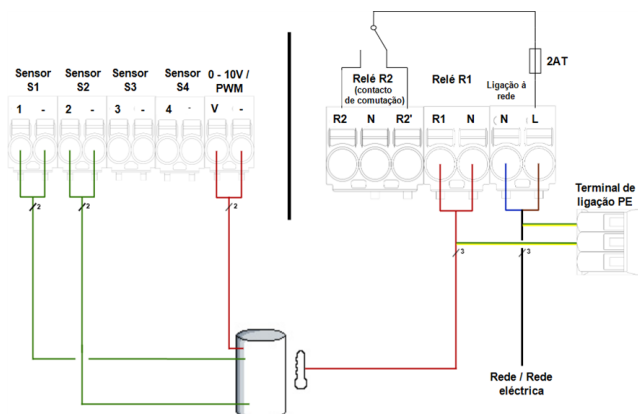 Sensor S1
Sensor S2
Sensor S3
Sensor S4
0 - 10V / PWM
1 - 2 - 3 - 4 - V -
2
2
2
Relé R2
(contacto de comutação)
Relé R1
Ligação à rede
2AT
R2 N R2' R1 N N L
Terminal de ligação PE
3
3
Rede / Rede eléctrica